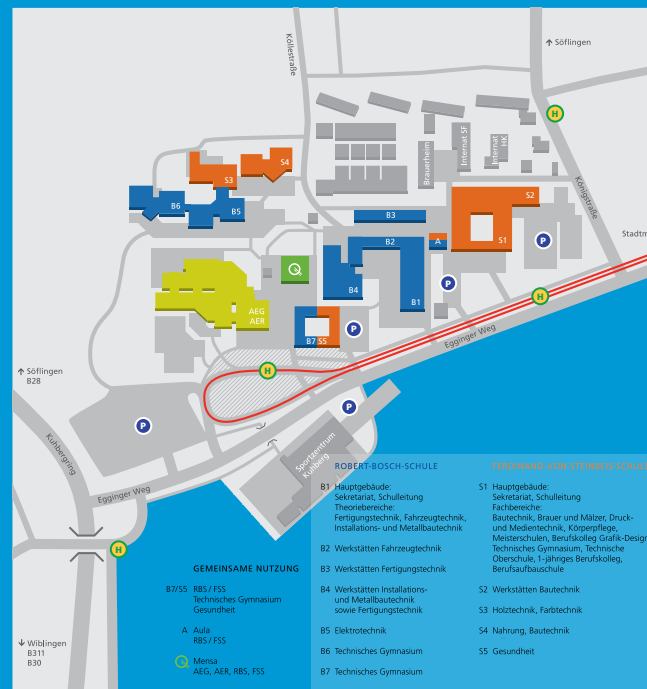 Köllestraße
Söflingen
H
Brauerheim
Internat SF
Internat
HK
Königstraße
S4
S3
S2
B6
B5
B3
B2
A
S1
P
Stadtm
B4
B1
P
H
AEG
AER
B7 S5
P
Egginger Weg
H
Söflingen
B28
P
P
Kuhbergring
Sportzentrum
Kuhberg
Egginger Weg
H
Wiblingen
B311
B30
GEMEINSAME NUTZUNG
B7/S5 RBS / FSS
Technisches Gymnasium
Gesundheit
A Aula
RBS / FSS
Mensa
AEG, AER, RBS, FSS
ROBERT-BOSCH-SCHULE
B1 Hauptgebäude:
Sekretariat, Schulleitung
Theoriebereiche:
Fertigungstechnik, Fahrzeugtechnik,
Installations- und Metallbautechnik
B2 Werkstätten Fahrzeugtechnik
B3 Werkstätten Fertigungstechnik
B4 Werkstätten Installations-
und Metallbautechnik
sowie Fertigungstechnik
B5 Elektrotechnik
B6 Technisches Gymnasium
B7 Technisches Gymnasium
FERDINAND-VON-STEINBEIS-SCHULE
S1 Hauptgebäude:
Sekretariat, Schulleitung
Fachbereiche:
Bautechnik, Brauer und Mälzer, Druck-
und Medientechnik, Körperpflege,
Meisterschulen, Berufskolleg Grafik-Design
Technisches Gymnasium, Technische
Oberschule, 1-jähriges Berufskolleg,
Berufsaufbauschule
S2 Werkstätten Bautechnik
S3 Holztechnik, Farbtechnik
S4 Nahrung, Bautechnik
S5 Gesundheit